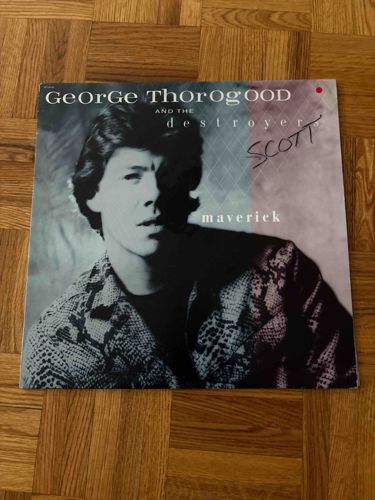 GeOrGe ThorOgOOD
AND THE
destroyers
SCOTT
maverick